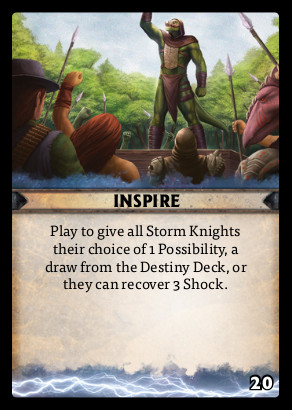 INSPIRE
Play to give all Storm Knights
their choice of 1 Possibility, a
draw from the Destiny Deck, or
they can recover 3 Shock.
20